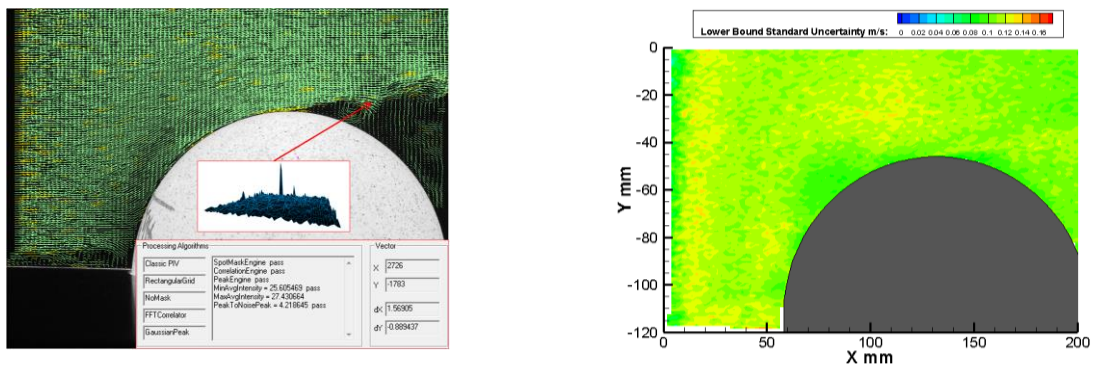 Processing Algorithms
Classic PIV
RectangularGrid
NoMask
FFTCorrelator
GaussianPeak
SpotMaskEngine pass
CorrelationEngine pass
PeakEngine pass
MinAvgIntensity = 25.605469 pass
MaxAvgIntensity = 27.430664
PeakToNoisePeak = 4.218645 pass
Vector
X 2726
Y -1783
dX 1.56905
dY -0.889437
Lower Bound Standard Uncertainty m/s: 0 0.02 0.04 0.06 0.08 0.1 0.12 0.14 0.16
Y mm
0
-20
-40
-60
-80
-100
-120
0 50 100 150 200
X mm